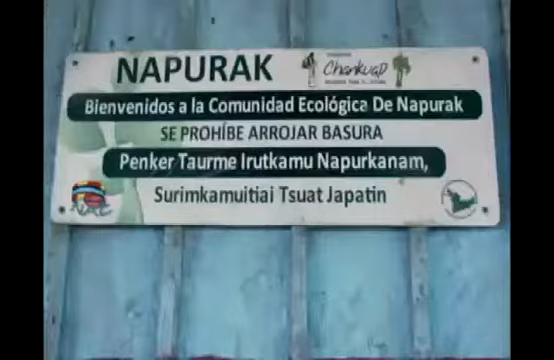 NAPURAK
Chankuap
Bienvenidos a la Comunidad Ecológica De Napurak
SE PROHÍBE ARROJAR BASURA
Penker Taurme Irutkamu Napurkanam,
Surimkamuitiai Tsuat Japatin